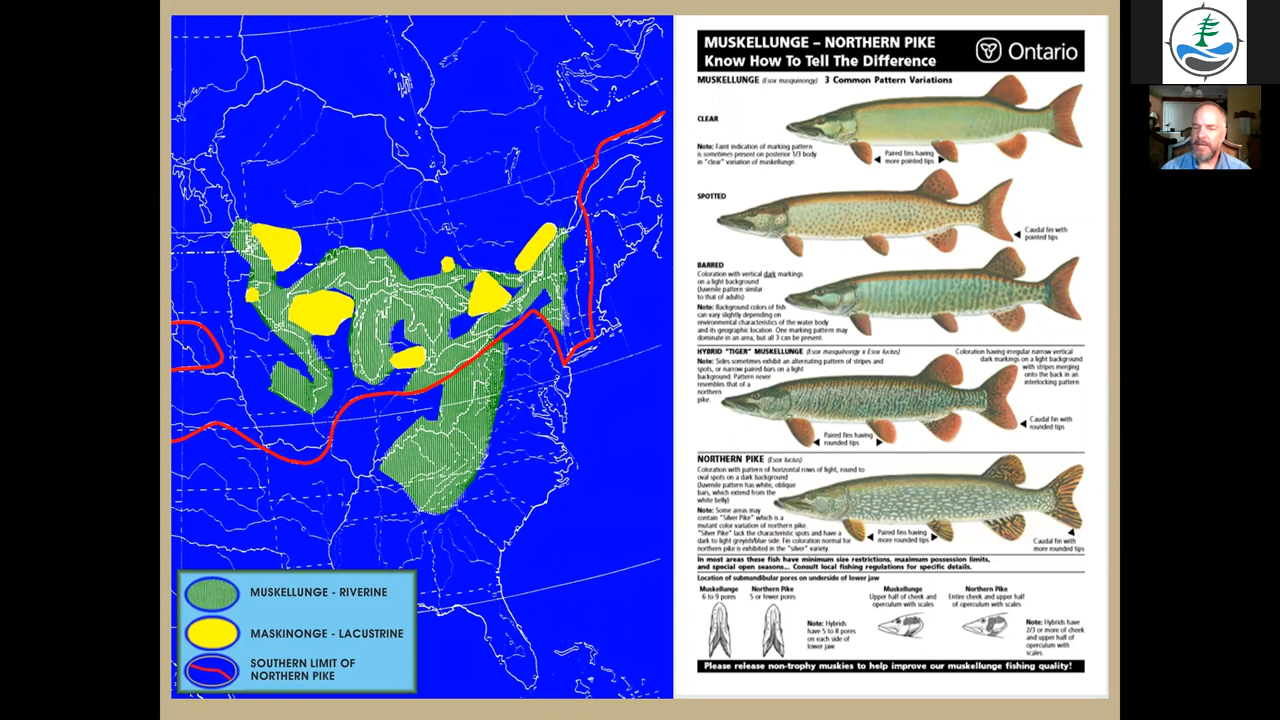 MUSKELLUNGE - RIVERINE
MASKINONGE - LACUSTRINE
SOUTHERN LIMIT OF
NORTHERN PIKE
MUSKELLUNGE – NORTHERN PIKE
Know How To Tell The Difference
Ontario
MUSKELLUNGE (Esox masquinongy) 3 Common Pattern Variations
CLEAR
Note: Faint indication of marking pattern
is sometimes present on posterior 1/3 body
in "clear" variation of muskellunge.
Paired fins having
more pointed tips
SPOTTED
Caudal fin with
pointed tips
BARRED
Coloration with vertical dark markings
on a light background
(Juvenile pattern similar
to that of adults)
Note: Background colors of fish
can vary slightly depending on
environmental characteristics of the water body
and its geographic location. One marking pattern may
dominate in an area, but all 3 can be present.
HYBRID "TIGER" MUSKELLUNGE (Esox masquinongy x Esox lucius)
Note: Sides sometimes exhibit an alternating pattern of stripes and
spots, or narrow paired bars on a light
background. Pattern never
resembles that of a
northern
pike.
Coloration having irregular narrow vertical
dark markings on a light background
with stripes merging
onto the back in an
interlocking pattern
Caudal fin with
rounded tips
Paired fins having
rounded tips
NORTHERN PIKE (Esox lucius)
Coloration with pattern of horizontal rows of light, round to
oval spots on a dark background
(Juvenile pattern has white, oblique
bars, which extend from the
white belly)
Note: Some areas may
contain "Silver Pike" which is a
mutant color variation of northern pike.
"Silver Pike" lack the characteristic spots and have a
dark to light greyish/blue side. Fin coloration normal for
northern pike is exhibited in the "silver" variety.
Paired fins having
more rounded tips
Caudal fin with
more rounded tips
In most areas these fish have minimum size restrictions, maximum possession limits,
and special open seasons... Consult local fishing regulations for specific details.
Location of submandibular pores on underside of lower jaw
Muskellunge
6 to 9 pores
Northern Pike
5 or fewer pores
Note: Hybrids
have 5 to 8 pores
on each side of
lower jaw.
Muskellunge
Upper half of cheek and
operculum with scales
Northern Pike
Entire cheek and upper half
of operculum with scales
Note: Hybrids have
2/3 or more of cheek
and upper half of
operculum with
scales
Please release non-trophy muskies to help improve our muskellunge fishing quality!